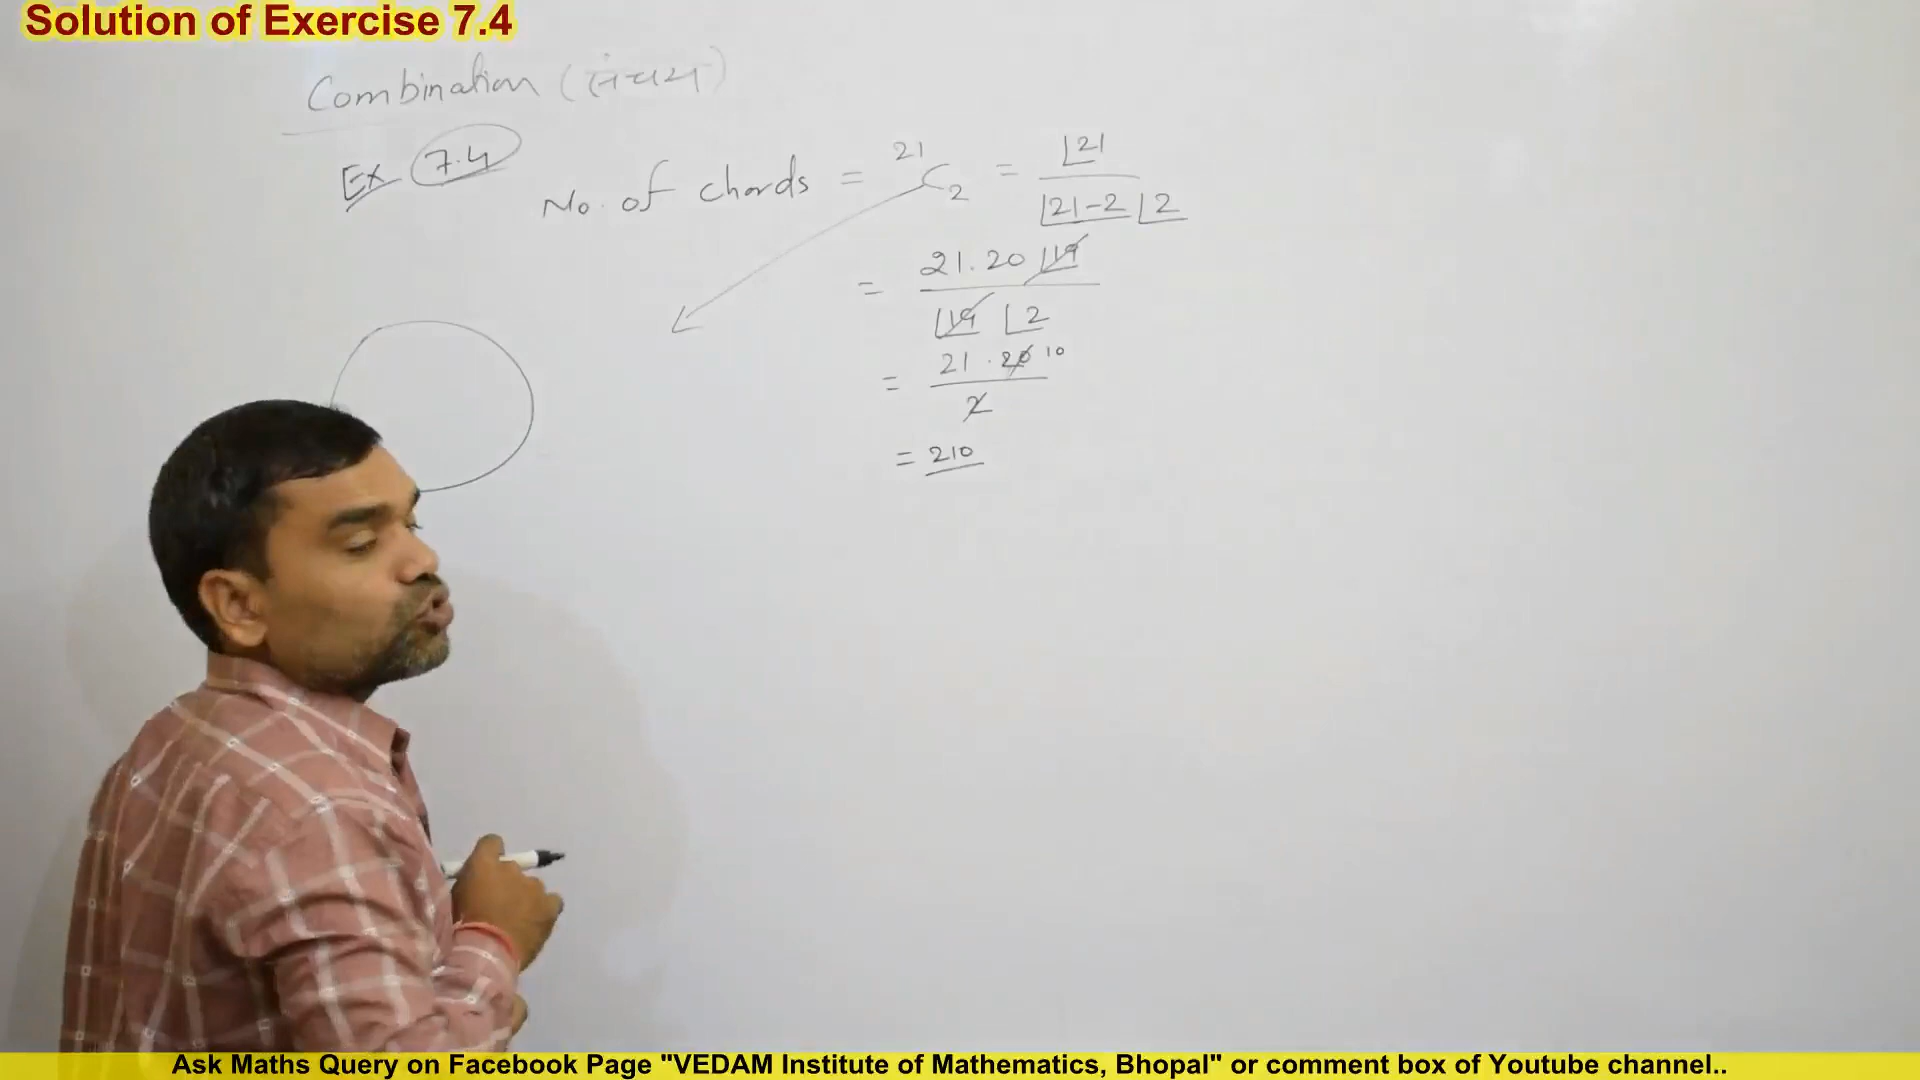 Solution of Exercise 7.4
Combination (संचय)
Ex 7.4
No. of chords = ²¹C₂ = |21 / |21-2 |2
= 21.20 |19 / |19 |2
= 21.20 10 / 2
= 210
Ask Maths Query on Facebook Page "VEDAM Institute of Mathematics, Bhopal" or comment box of Youtube channel..